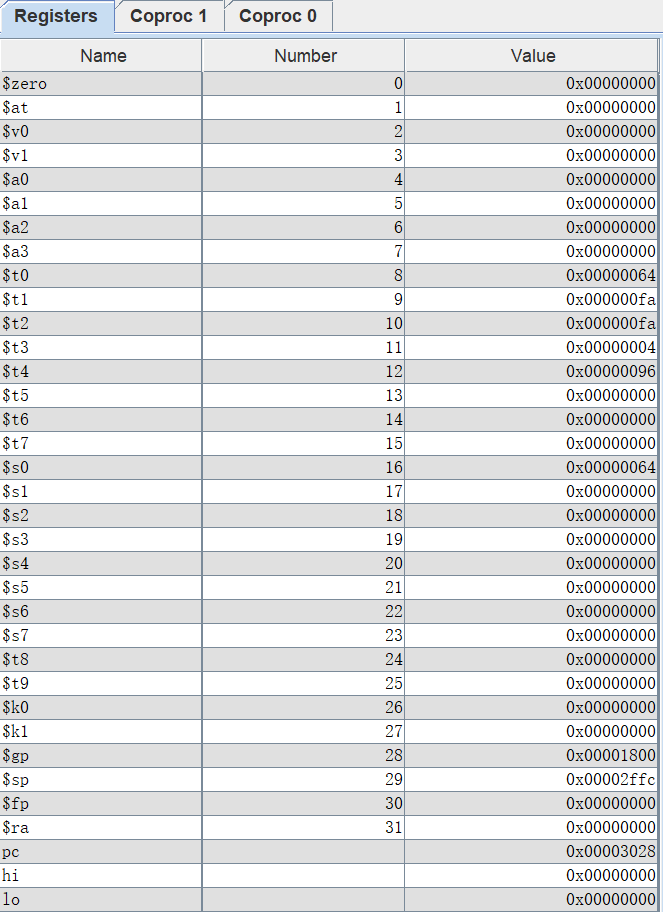 Registers Coproc 1 Coproc 0
Name Number Value
$zero 0 0x00000000
$at 1 0x00000000
$v0 2 0x00000000
$v1 3 0x00000000
$a0 4 0x00000000
$a1 5 0x00000000
$a2 6 0x00000000
$a3 7 0x00000000
$t0 8 0x00000064
$t1 9 0x000000fa
$t2 10 0x000000fa
$t3 11 0x00000004
$t4 12 0x00000096
$t5 13 0x00000000
$t6 14 0x00000000
$t7 15 0x00000000
$s0 16 0x00000064
$s1 17 0x00000000
$s2 18 0x00000000
$s3 19 0x00000000
$s4 20 0x00000000
$s5 21 0x00000000
$s6 22 0x00000000
$s7 23 0x00000000
$t8 24 0x00000000
$t9 25 0x00000000
$k0 26 0x00000000
$k1 27 0x00000000
$gp 28 0x00001800
$sp 29 0x00002ffc
$fp 30 0x00000000
$ra 31 0x00000000
pc 0x00003028
hi 0x00000000
lo 0x00000000